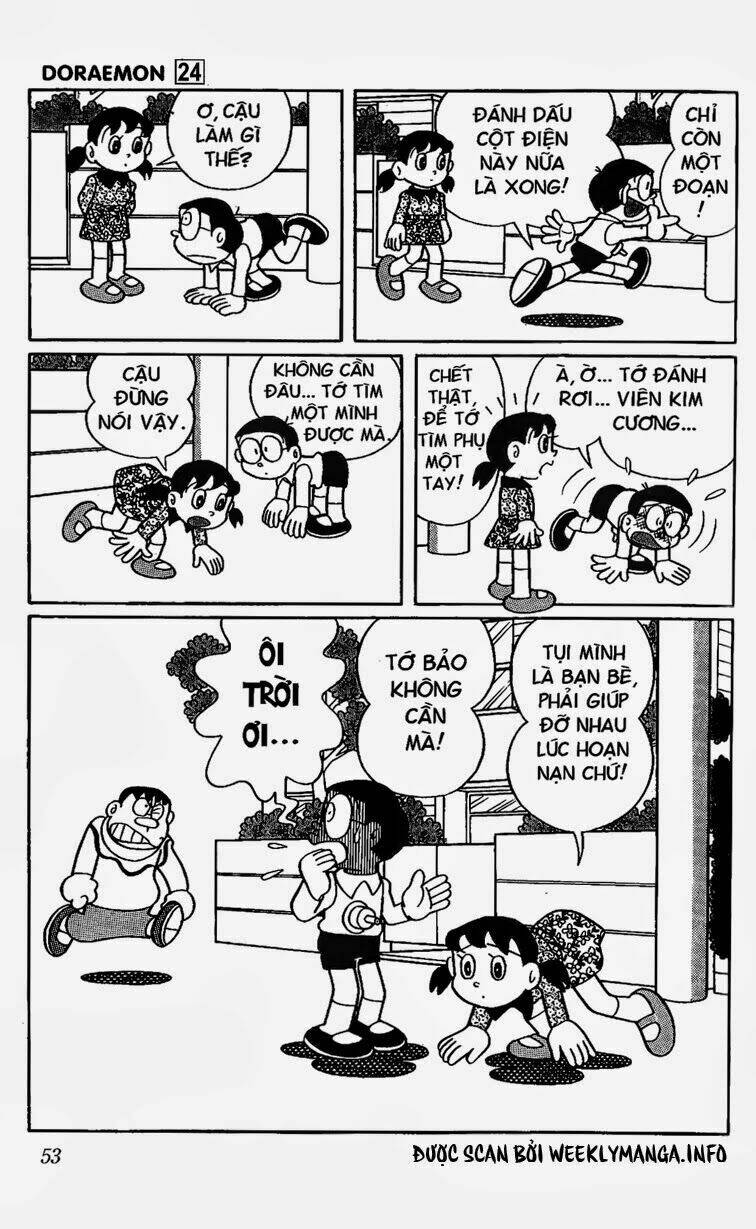 DORAEMON 24
CHỈ
CÒN
MỘT
ĐOẠN
!
ĐÁNH DẤU
CỘT ĐIỆN
NÀY NỮA
LÀ XONG!
Ơ, CẬU
LÀM GÌ
THẾ?
À, Ờ... TỚ ĐÁNH
RƠI... VIÊN KIM
CƯƠNG...
CHẾT
THẬT,
ĐỂ TỚ
TÌM PHỤ
MỘT
TAY!
KHÔNG CẦN
ĐÂU... TỚ TÌM
MỘT MÌNH
ĐƯỢC MÀ.
CẬU
ĐỪNG
NÓI VẬY.
TỤI MÌNH
LÀ BẠN BÈ,
PHẢI GIÚP
ĐỠ NHAU
LÚC HOẠN
NẠN CHỨ!
TỚ BẢO
KHÔNG
CẦN
MÀ!
ÔI
TRỜI
ƠI...
53
ĐƯỢC SCAN BỞI WEEKLYMANGA.INFO